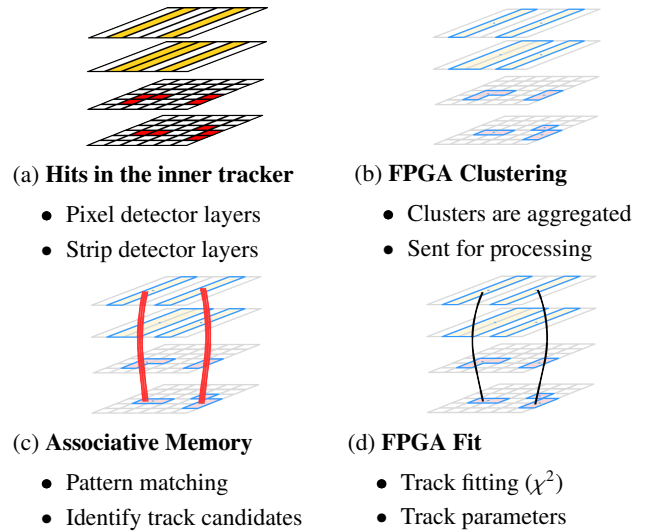 (a) Hits in the inner tracker
• Pixel detector layers
• Strip detector layers
(b) FPGA Clustering
• Clusters are aggregated
• Sent for processing
(c) Associative Memory
• Pattern matching
• Identify track candidates
(d) FPGA Fit
• Track fitting (χ²)
• Track parameters